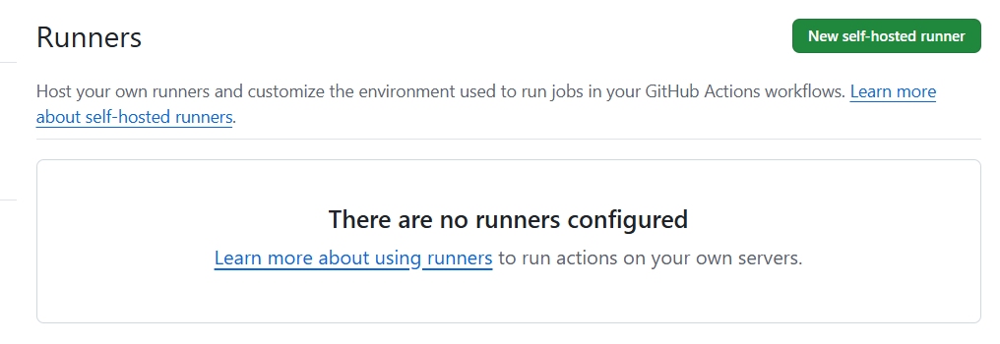 Runners
New self-hosted runner
Host your own runners and customize the environment used to run jobs in your GitHub Actions workflows. Learn more
about self-hosted runners.
There are no runners configured
Learn more about using runners to run actions on your own servers.